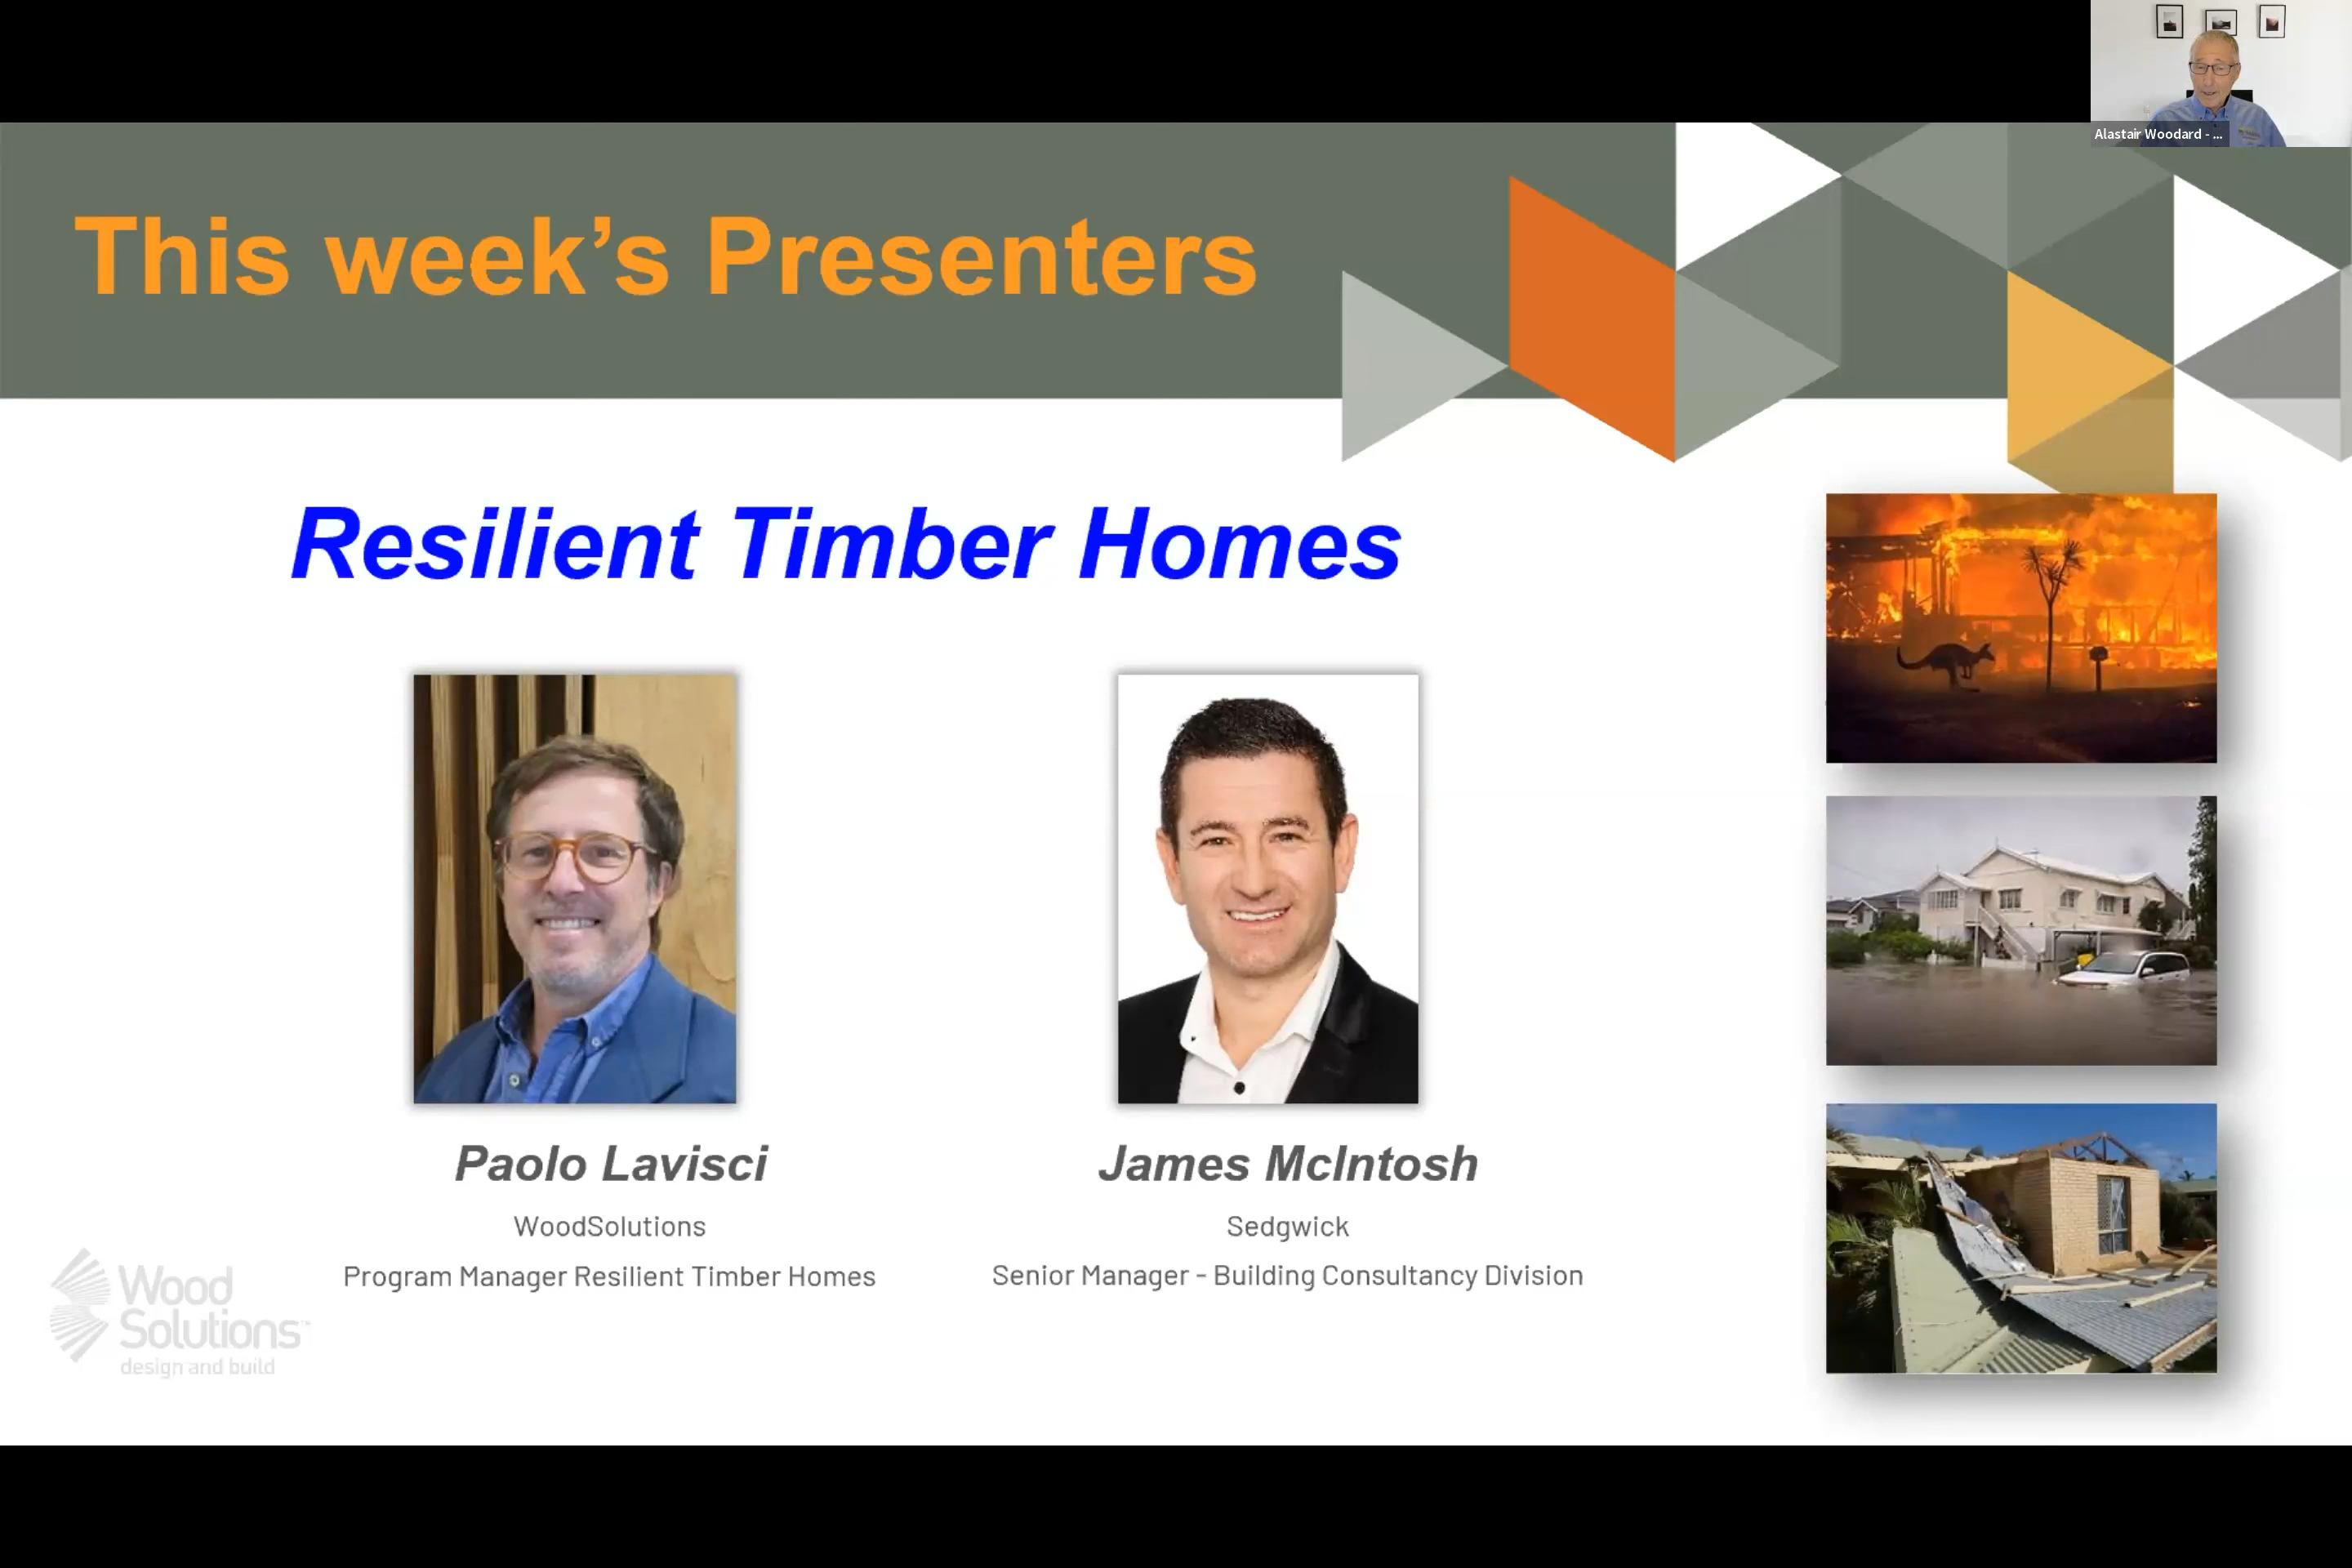 Alastair Woodard - ...
This week’s Presenters
Resilient Timber Homes
Paolo Lavisci
WoodSolutions
Program Manager Resilient Timber Homes
James McIntosh
Sedgwick
Senior Manager - Building Consultancy Division
Wood
Solutions™
design and build